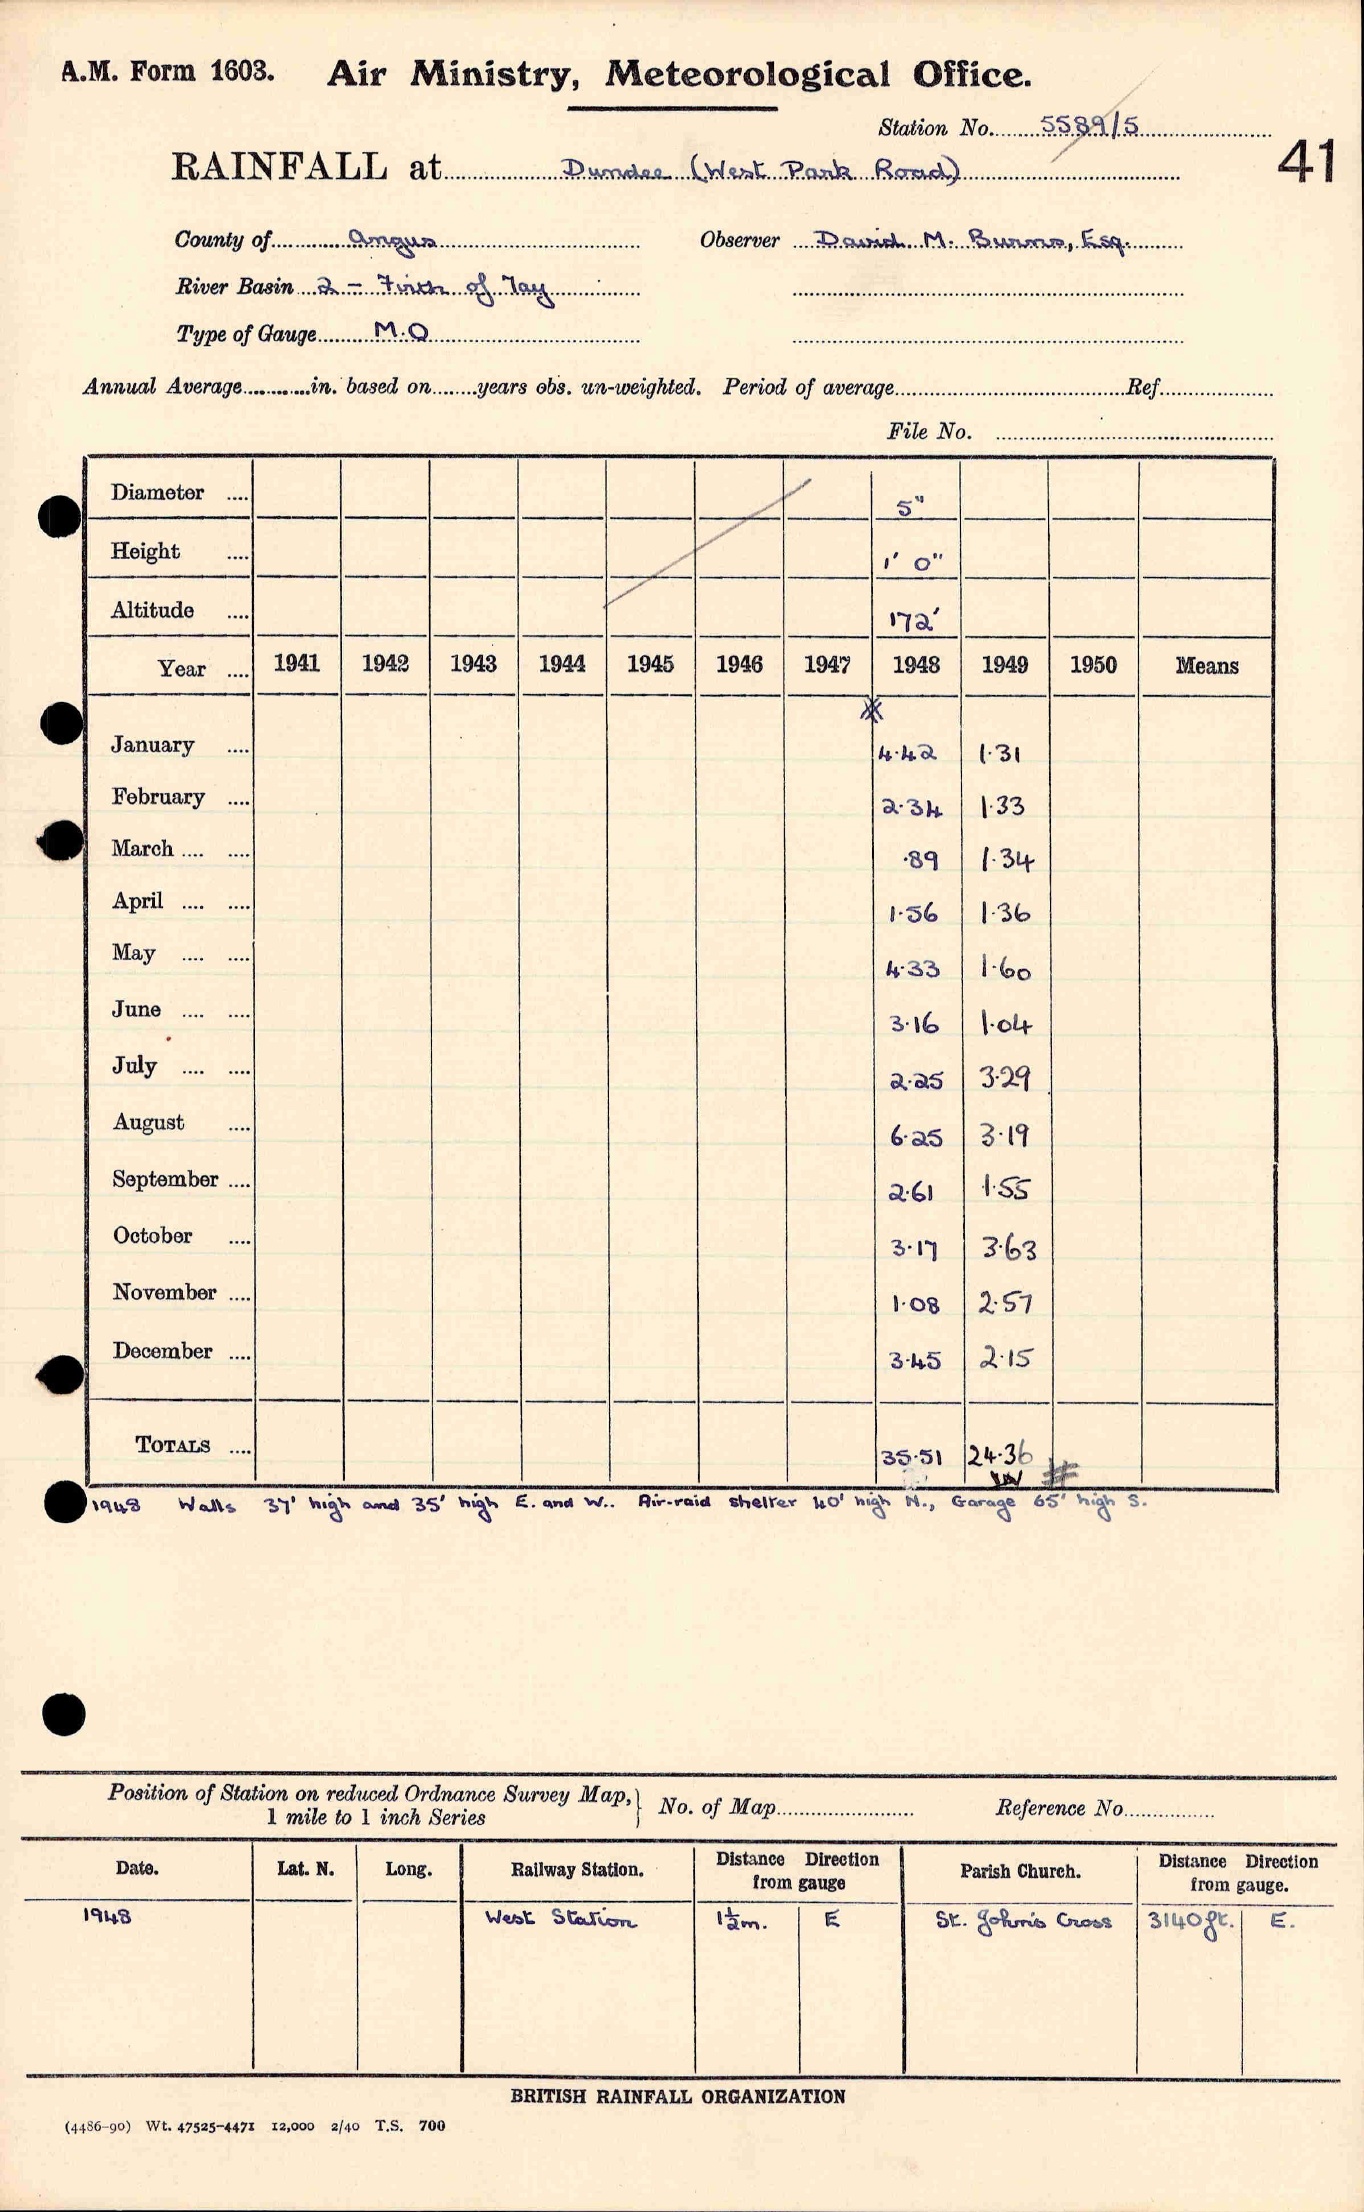 A.M. Form 1603. Air Ministry, Meteorological Office.
Station No. 5589/5
41
RAINFALL at Dundee (West Park Road)
County of Angus Observer David M. Burns, Esq.
River Basin 2 – Firth of Tay
Type of Gauge M.O
Annual Average in. based on years obs. un-weighted. Period of average Ref.
File No.
Diameter 5"
Height 1' 0"
Altitude 172'
Year 1941 1942 1943 1944 1945 1946 1947 1948 1949 1950 Means
January 4·42 1·31
February 2·34 1·33
March ·89 1·34
April 1·56 1·36
May 4·33 1·60
June 3·16 1·04
July 2·25 3·29
August 6·25 3·19
September 2·61 1·55
October 3·17 3·63
November 1·08 2·57
December 3·45 2·15
TOTALS 35·51 24·36
1948 Walls 37' high and 35' high E. and W.. Air-raid shelter 40' high N., Garage 65' high S.
Position of Station on reduced Ordnance Survey Map, 1 mile to 1 inch Series } No. of Map Reference No.
Date. Lat. N. Long. Railway Station. Distance Direction from gauge Parish Church. Distance Direction from gauge.
1948 West Station 1½m. E St. John's Cross 3140 ft. E.
BRITISH RAINFALL ORGANIZATION
(4486-90) Wt. 47525-4471 12,000 2/40 T.S. 700